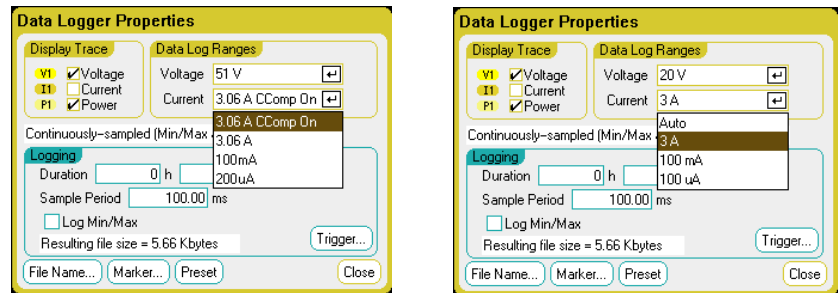 Data Logger Properties
Display Trace
Data Log Ranges
V1 Voltage
I1 Current
P1 Power
Voltage 51 V
Current 3.06 A CComp On
3.06 A CComp On
3.06 A
100mA
200uA
Continuously-sampled (Min/Max
Logging
Duration 0 h
Sample Period 100.00 ms
Log Min/Max
Resulting file size = 5.66 Kbytes
Trigger...
File Name... Marker... Preset Close
Data Logger Properties
Display Trace
Data Log Ranges
V1 Voltage
I1 Current
P1 Power
Voltage 20 V
Current 3 A
Auto
3 A
100 mA
100 uA
Continuously-sampled (Min/Max
Logging
Duration 0 h
Sample Period 100.00 ms
Log Min/Max
Resulting file size = 5.66 Kbytes
Trigger...
File Name... Marker... Preset Close